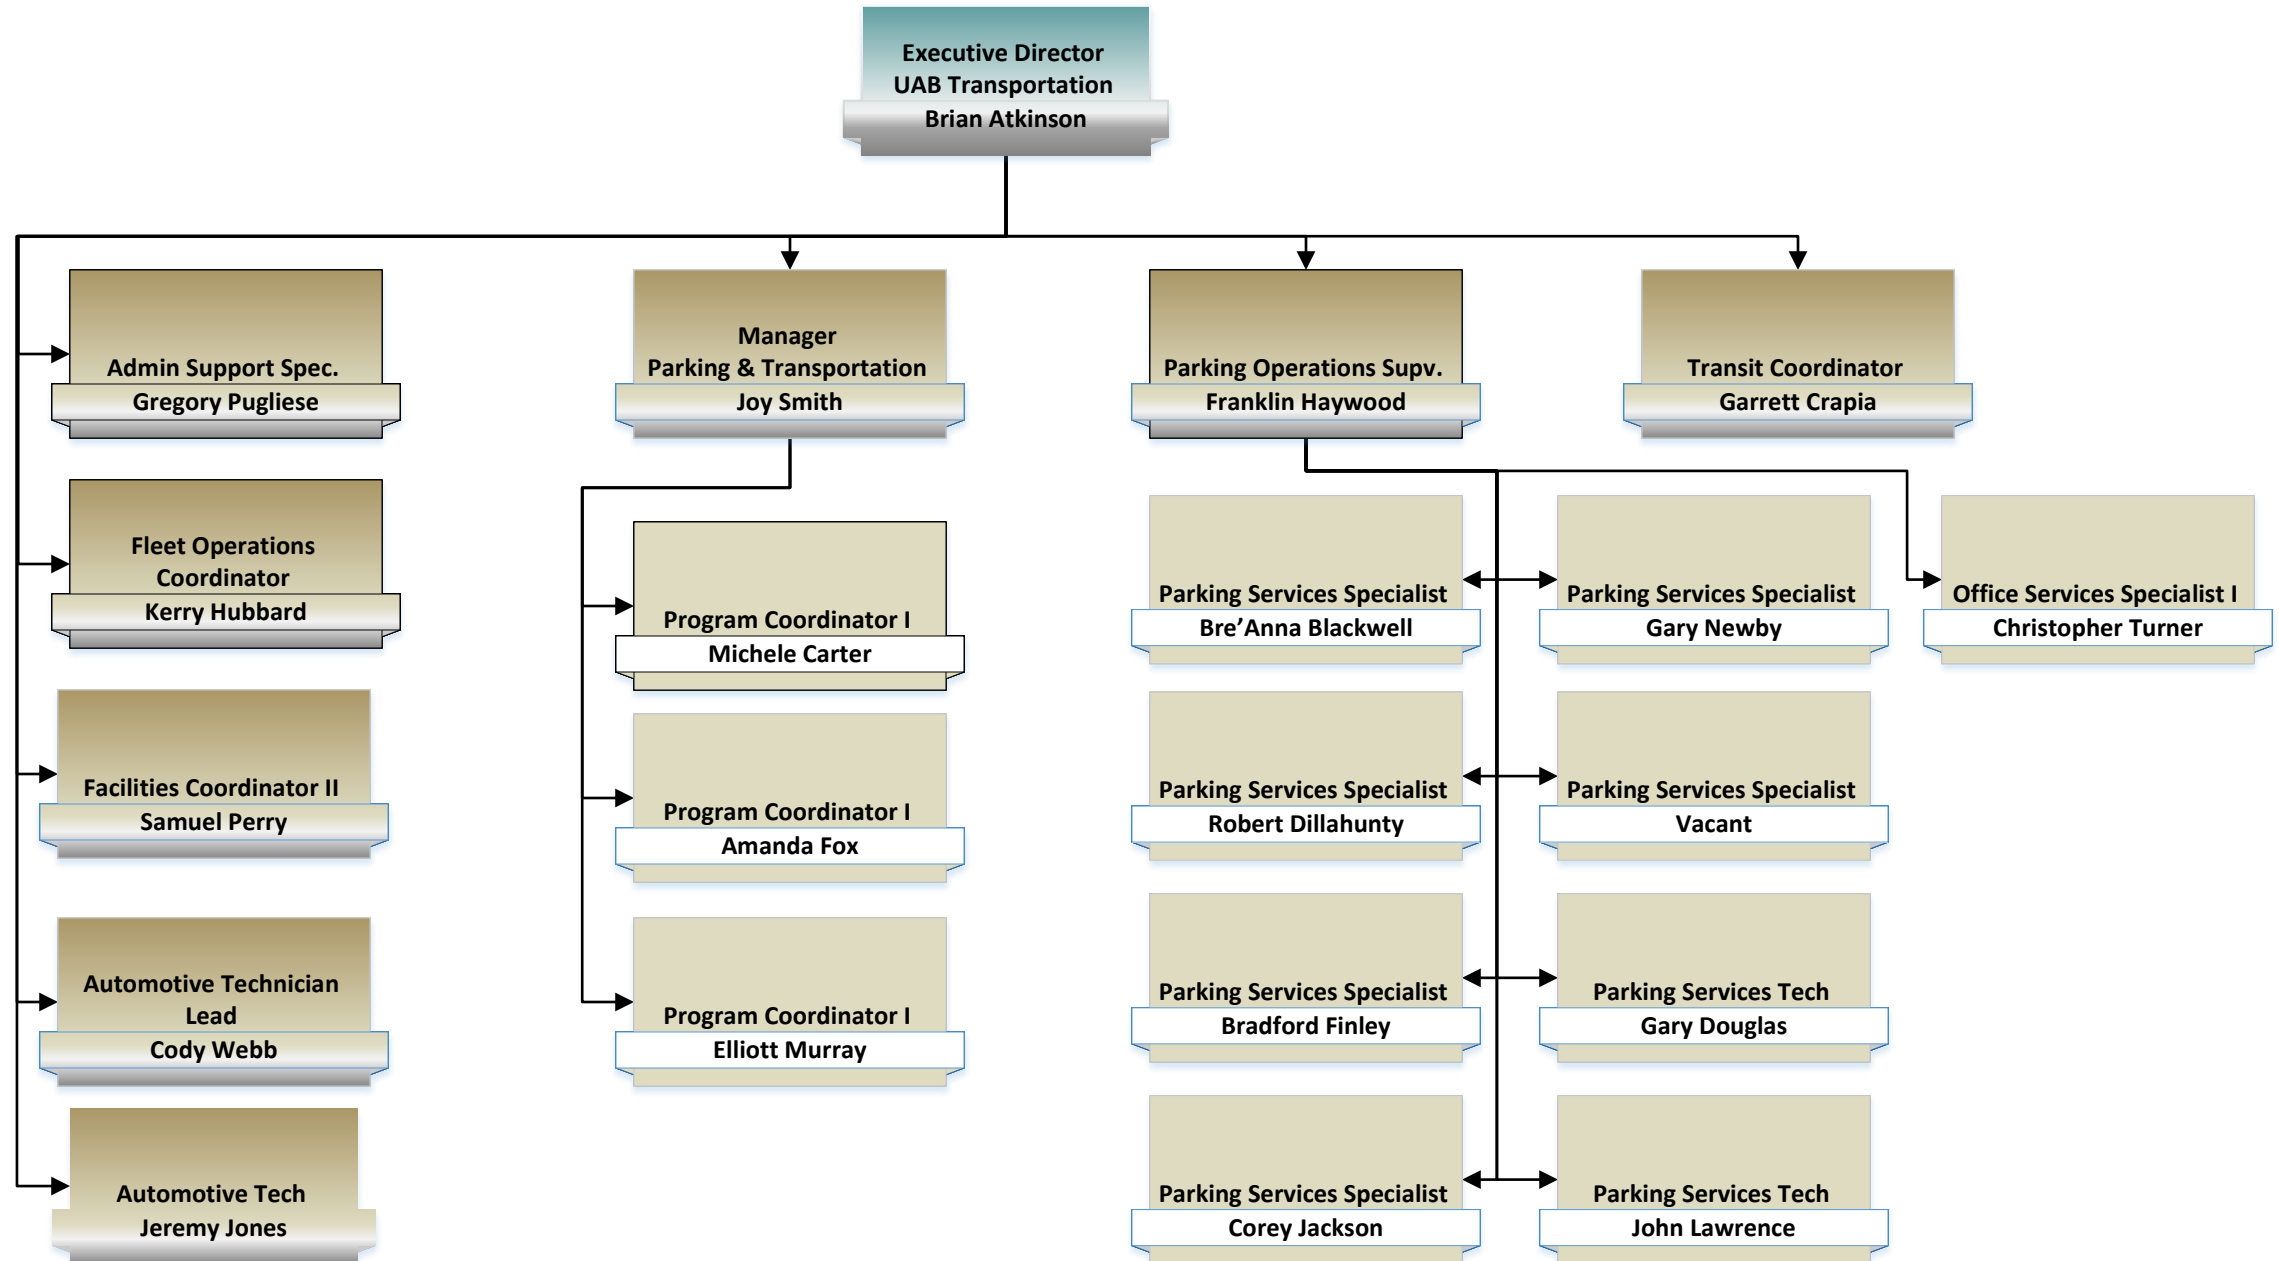 Executive Director
UAB Transportation
Brian Atkinson
Admin Support Spec.
Gregory Pugliese
Manager
Parking & Transportation
Joy Smith
Parking Operations Supv.
Franklin Haywood
Transit Coordinator
Garrett Crapia
Fleet Operations
Coordinator
Kerry Hubbard
Facilities Coordinator II
Samuel Perry
Automotive Technician
Lead
Cody Webb
Automotive Tech
Jeremy Jones
Program Coordinator I
Michele Carter
Program Coordinator I
Amanda Fox
Program Coordinator I
Elliott Murray
Parking Services Specialist
Bre’Anna Blackwell
Parking Services Specialist
Gary Newby
Office Services Specialist I
Christopher Turner
Parking Services Specialist
Robert Dillahunty
Parking Services Specialist
Vacant
Parking Services Specialist
Bradford Finley
Parking Services Tech
Gary Douglas
Parking Services Specialist
Corey Jackson
Parking Services Tech
John Lawrence